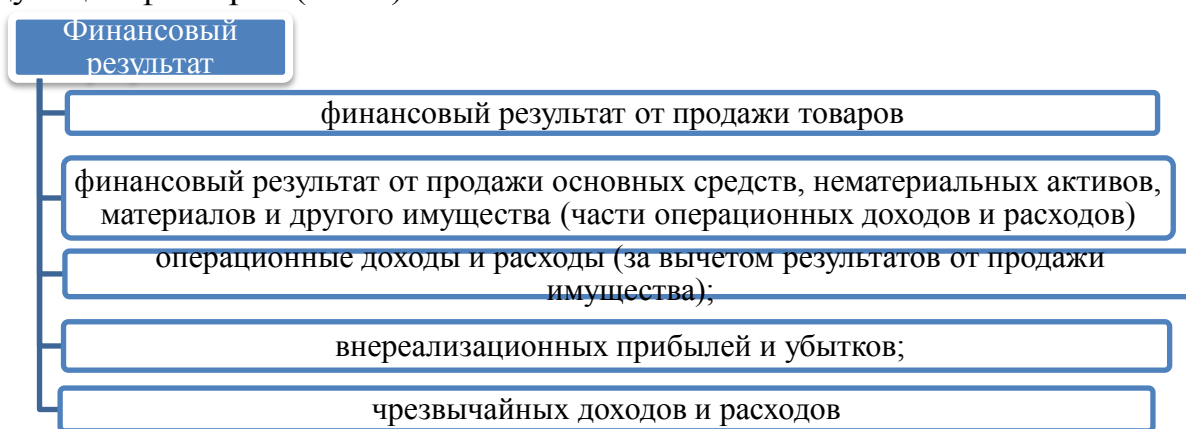 Финансовый
результат
финансовый результат от продажи товаров
финансовый результат от продажи основных средств, нематериальных активов,
материалов и другого имущества (части операционных доходов и расходов)
операционные доходы и расходы (за вычетом результатов от продажи
имущества);
внереализационных прибылей и убытков;
чрезвычайных доходов и расходов